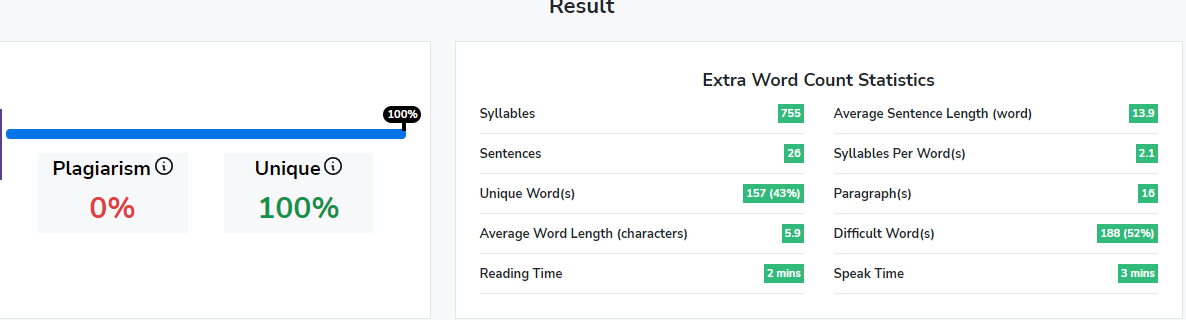 Result
100%
Plagiarism
0%
Unique
100%
Extra Word Count Statistics
Syllables 755
Sentences 26
Unique Word(s) 157 (43%)
Average Word Length (characters) 5.9
Reading Time 2 mins
Average Sentence Length (word) 13.9
Syllables Per Word(s) 2.1
Paragraph(s) 16
Difficult Word(s) 188 (52%)
Speak Time 3 mins